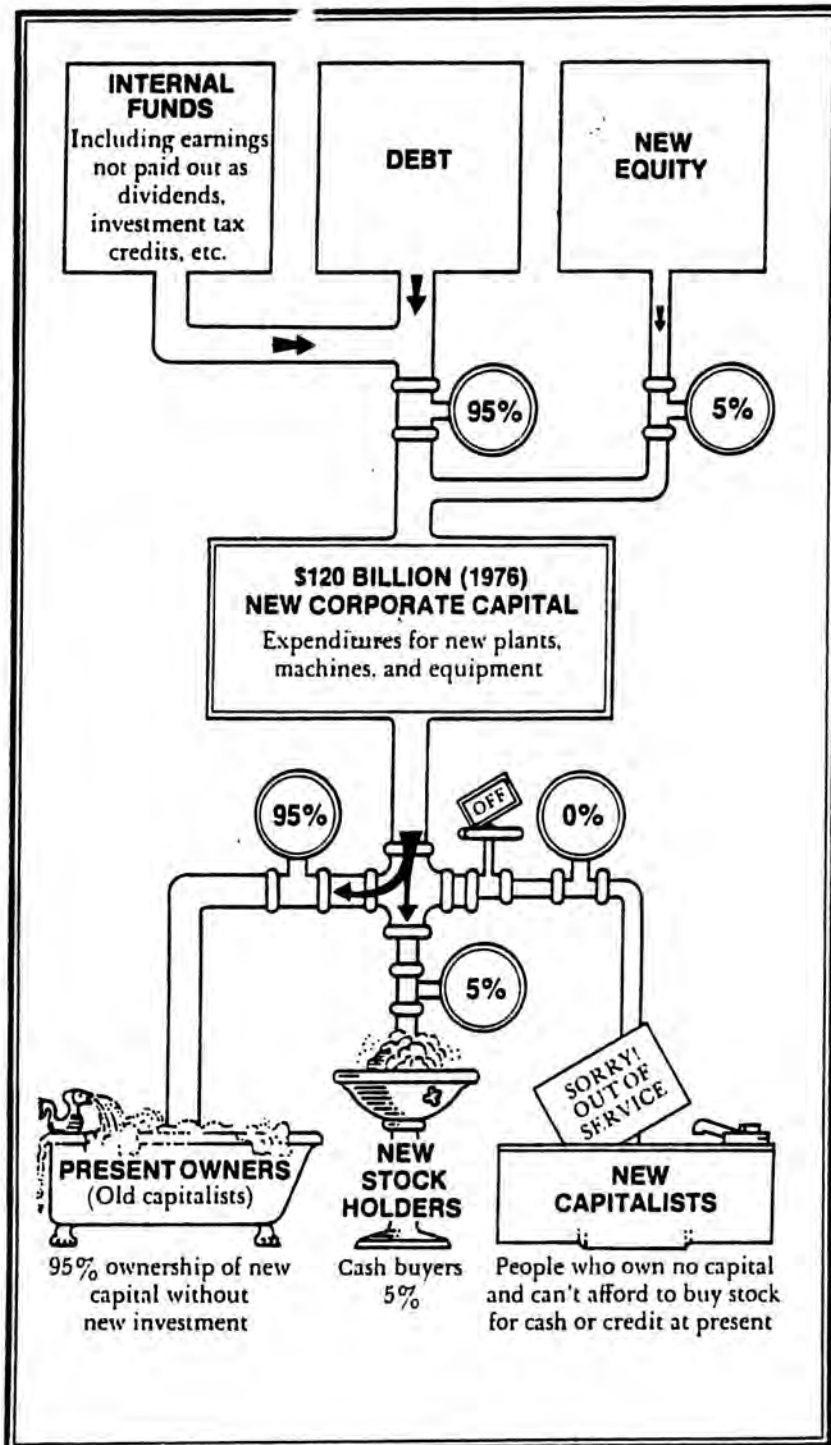 INTERNAL
FUNDS
Including earnings
not paid out as
dividends,
investment tax
credits, etc.
DEBT
NEW
EQUITY
95%
5%
$120 BILLION (1976)
NEW CORPORATE CAPITAL
Expenditures for new plants,
machines, and equipment
95%
OFF
0%
5%
SORRY!
OUT OF
SERVICE
PRESENT OWNERS
(Old capitalists)
95% ownership of new
capital without
new investment
NEW
STOCK
HOLDERS
Cash buyers
5%
NEW
CAPITALISTS
People who own no capital
and can't afford to buy stock
for cash or credit at present